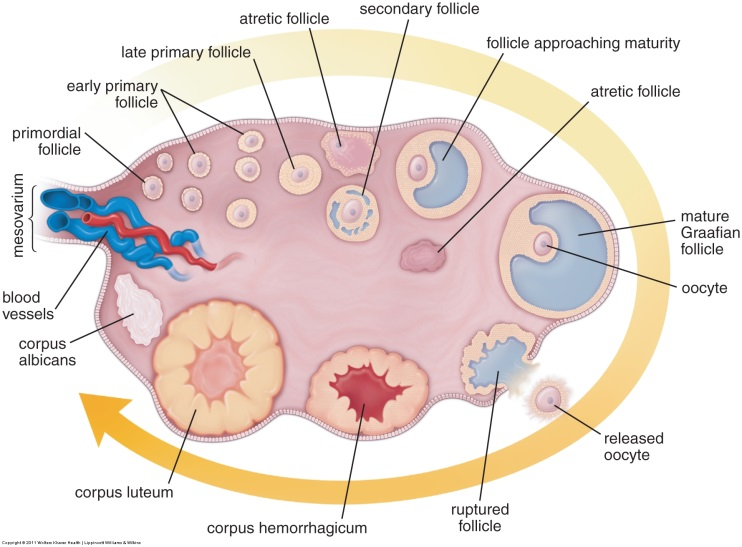 secondary follicle
atretic follicle
follicle approaching maturity
late primary follicle
early primary
follicle
atretic follicle
primordial
follicle
mesovarium
mature
Graafian
follicle
oocyte
blood
vessels
corpus
albicans
released
oocyte
corpus luteum
ruptured
follicle
corpus hemorrhagicum
Copyright © 2011 Wolters Kluwer Health | Lippincott Williams & Wilkins